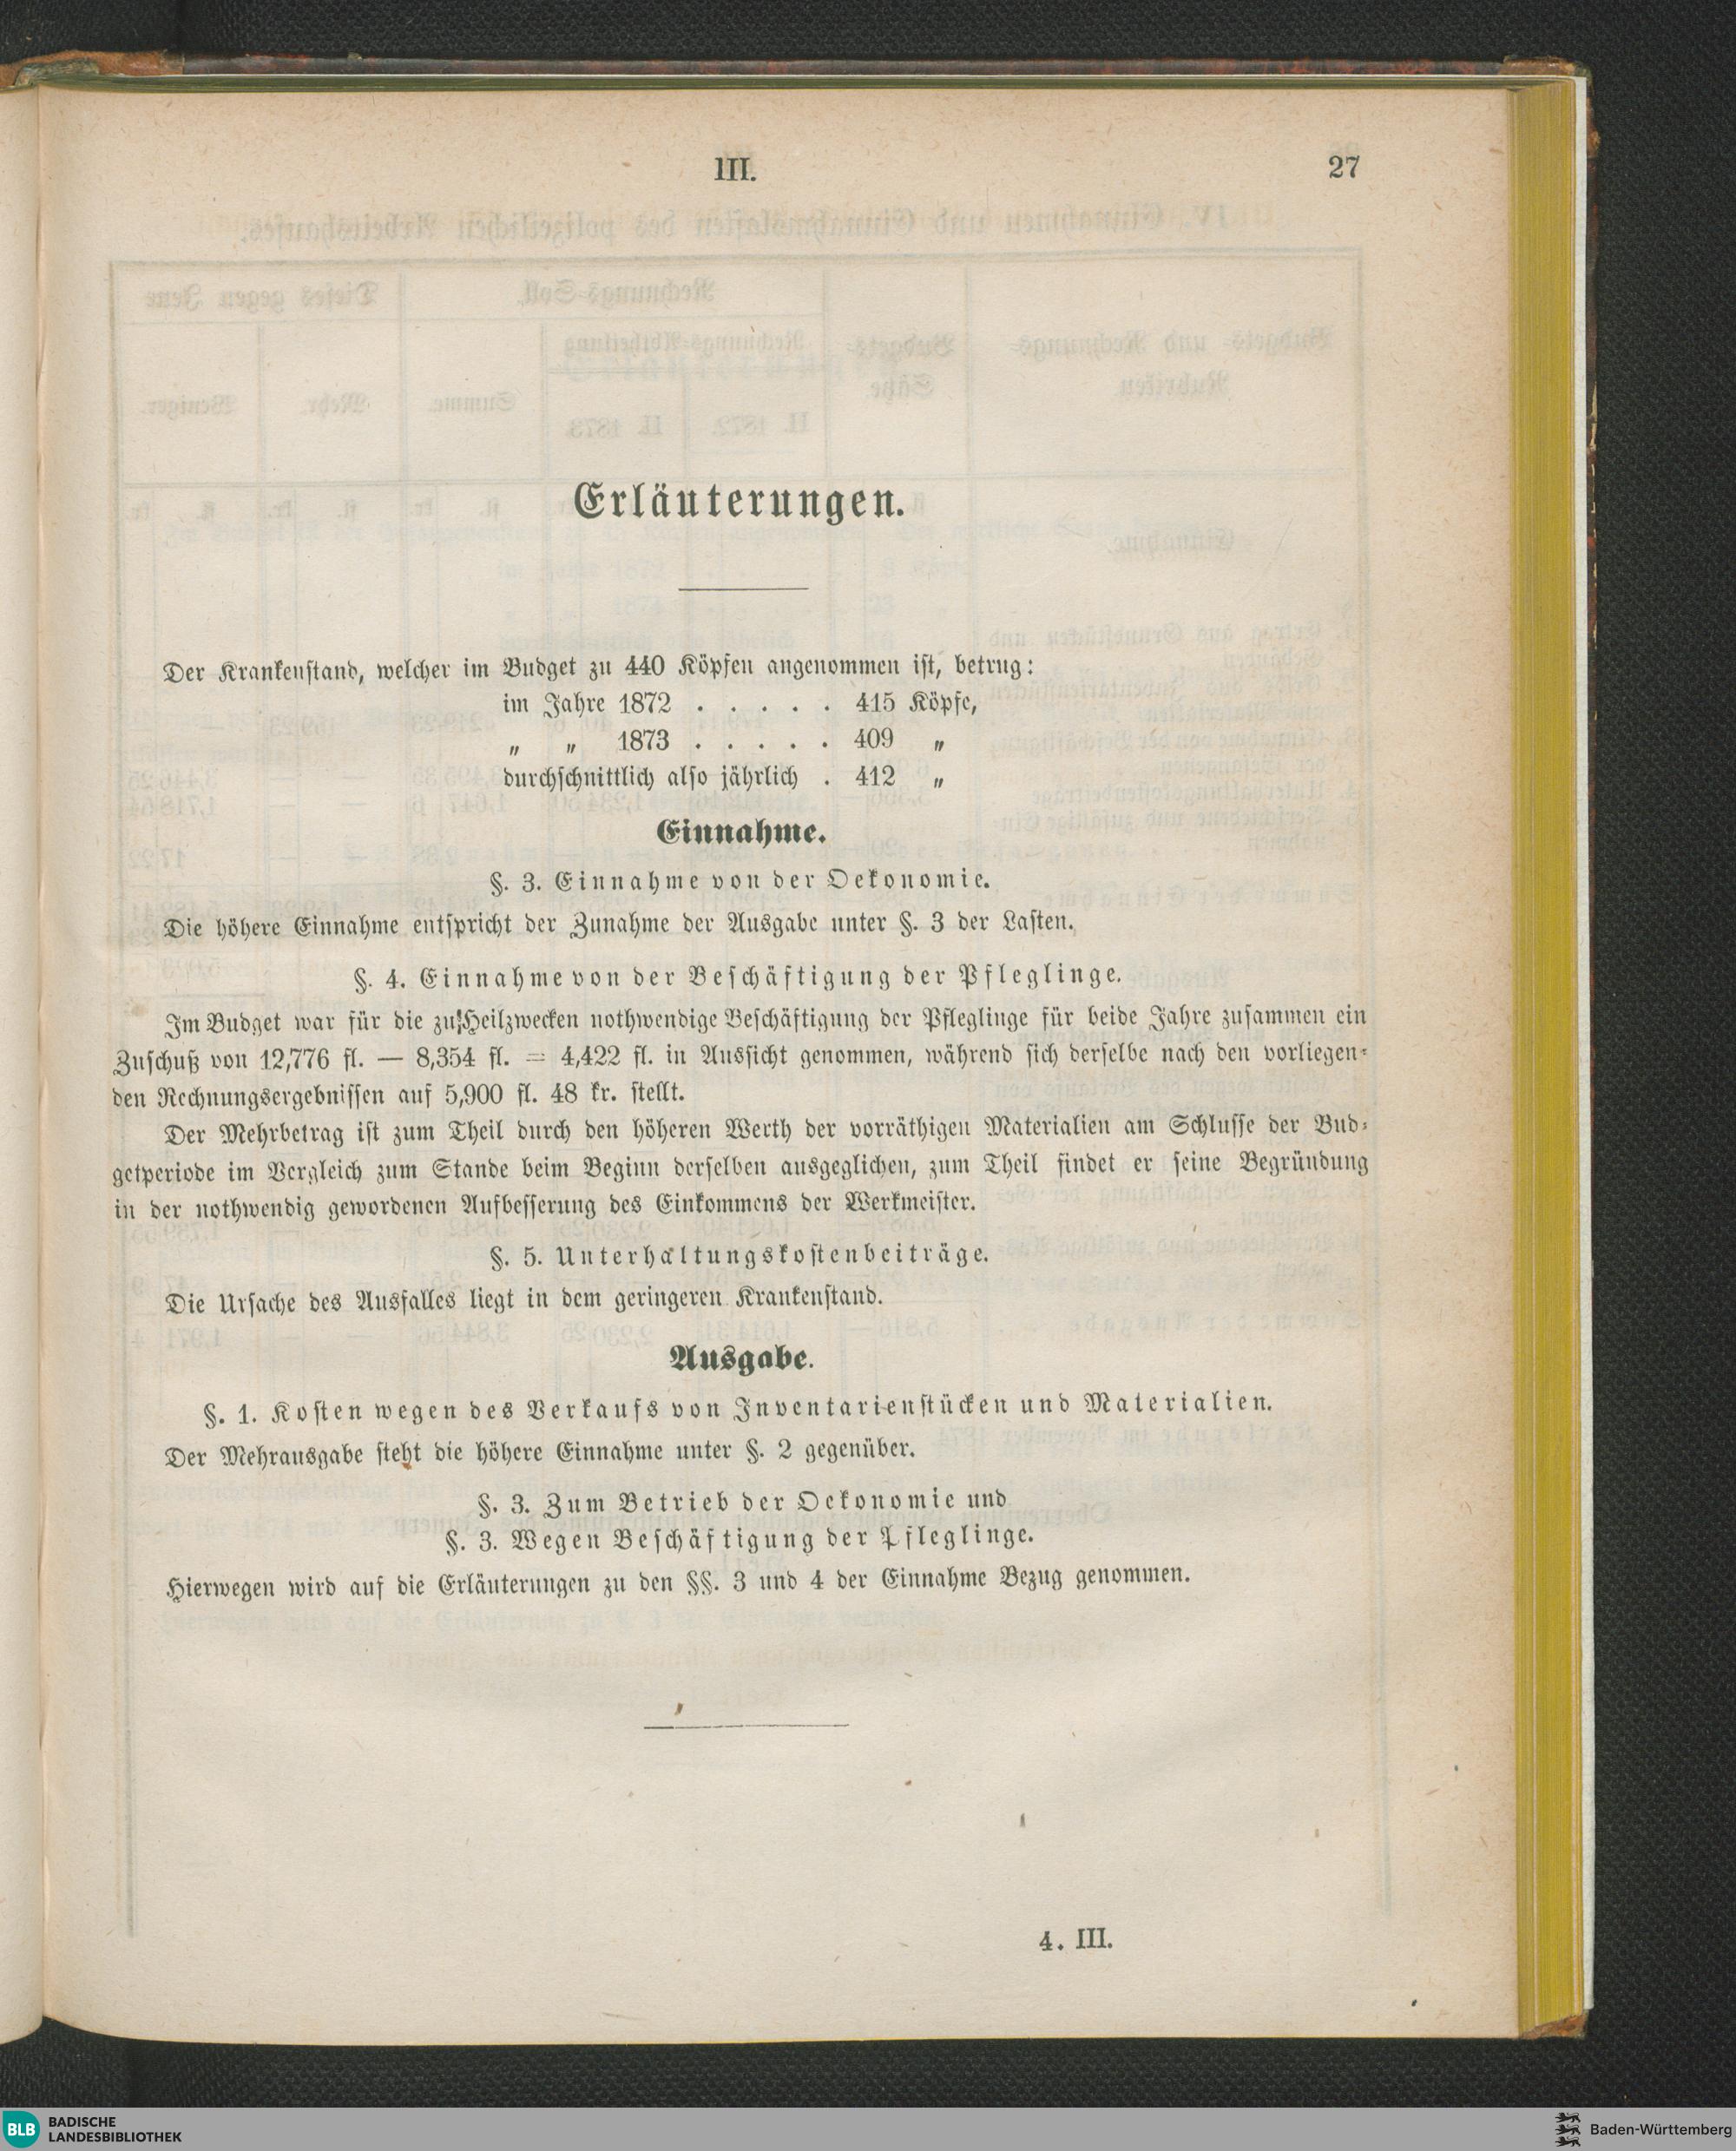 III.
27
Erläuterungen.
Der Krankenstand, welcher im Budget zu 440 Köpfen angenommen ist, betrug:
im Jahre 1872 . . . . . 415 Köpfe,
„ „ 1873 . . . . . 409 „
durchschnittlich also jährlich . 412 „
Einnahme.
§. 3. Einnahme von der Oekonomie.
Die höhere Einnahme entspricht der Zunahme der Ausgabe unter §. 3 der Lasten.
§. 4. Einnahme von der Beschäftigung der Pfleglinge.
Im Budget war für die zu Heilzwecken nothwendige Beschäftigung der Pfleglinge für beide Jahre zusammen ein
Zuschuß von 12,776 fl. — 8,354 fl. = 4,422 fl. in Aussicht genommen, während sich derselbe nach den vorliegen-
den Rechnungsergebnissen auf 5,900 fl. 48 kr. stellt.
Der Mehrbetrag ist zum Theil durch den höheren Werth der vorräthigen Materialien am Schlusse der Bud-
getperiode im Vergleich zum Stande beim Beginn derselben ausgeglichen, zum Theil findet er seine Begründung
in der nothwendig gewordenen Aufbesserung des Einkommens der Werkmeister.
§. 5. Unterhaltungskostenbeiträge.
Die Ursache des Ausfalles liegt in dem geringeren Krankenstand.
Ausgabe.
§. 1. Kosten wegen des Verkaufs von Inventarienstücken und Materialien.
Der Mehrausgabe steht die höhere Einnahme unter §. 2 gegenüber.
§. 3. Zum Betrieb der Oekonomie und
§. 3. Wegen Beschäftigung der Pfleglinge.
Hierwegen wird auf die Erläuterungen zu den §§. 3 und 4 der Einnahme Bezug genommen.
4. III.
BLB BADISCHE
LANDESBIBLIOTHEK
Baden-Württemberg